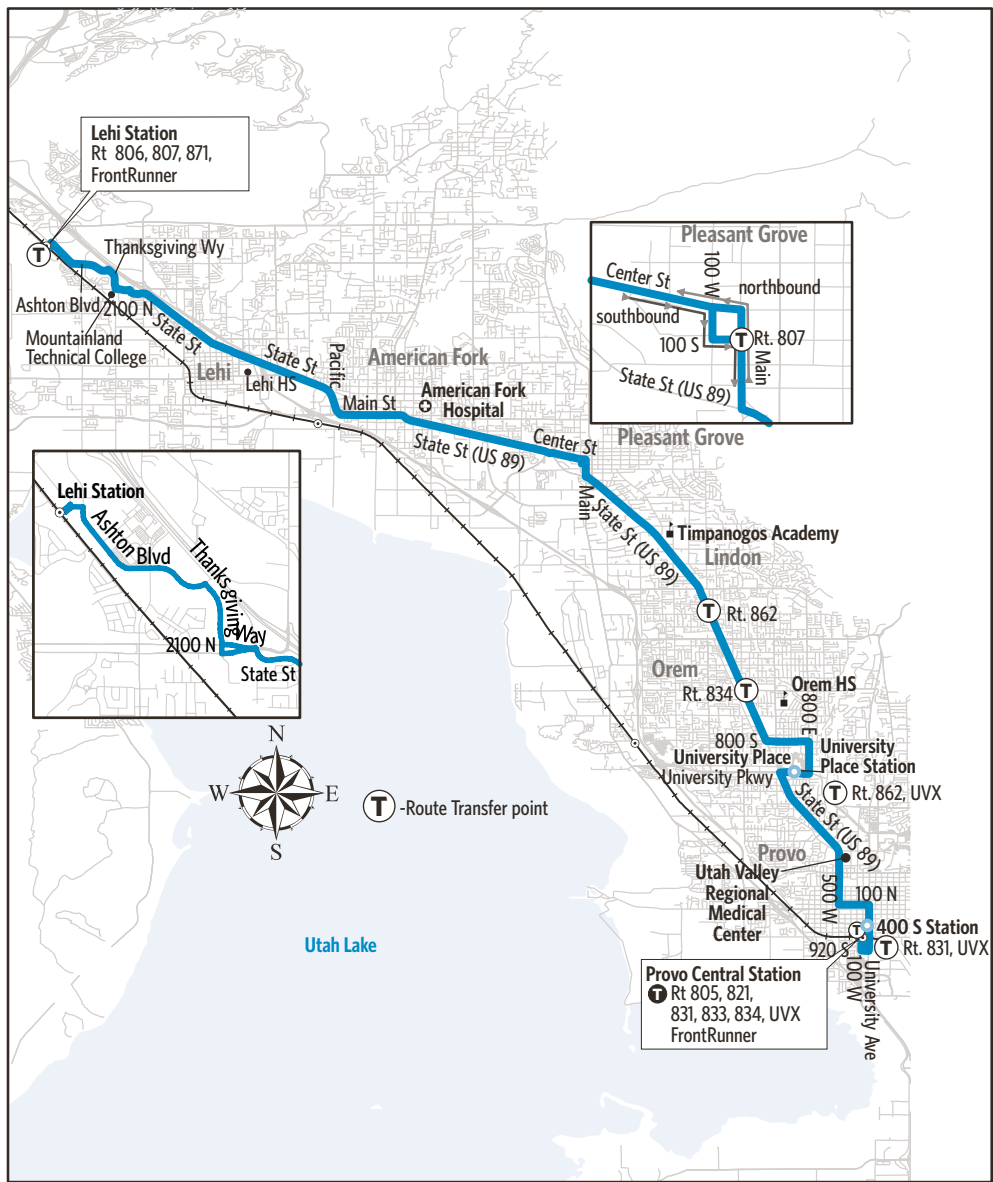 Lehi Station
Rt 806, 807, 871,
FrontRunner
T
Thanksgiving Wy
Ashton Blvd
2100 N
Mountainland
Technical College
State St
State St
Lehi
Lehi HS
Pacific
American Fork
Main St
American Fork
Hospital
State St (US 89)
Center St
Pleasant Grove
Main
Pleasant Grove
Center St
100 W
northbound
southbound
100 S
T Rt. 807
Main
State St (US 89)
Lehi Station
Ashton Blvd
Thanksgiving Way
2100 N
State St
State St (US 89)
Timpanogos Academy
Lindon
T Rt. 862
Orem
Rt. 834 T
Orem HS
800 E
800 S
University Place
University Pkwy
University
Place Station
T Rt. 862, UVX
N
W E
S
T -Route Transfer point
State St (US 89)
Provo
Utah Valley
Regional
Medical
Center
500 W
100 N
400 S Station
T
T Rt. 831, UVX
920 S
100 W
University Ave
Provo Central Station
T Rt 805, 821,
831, 833, 834, UVX
FrontRunner
Utah Lake